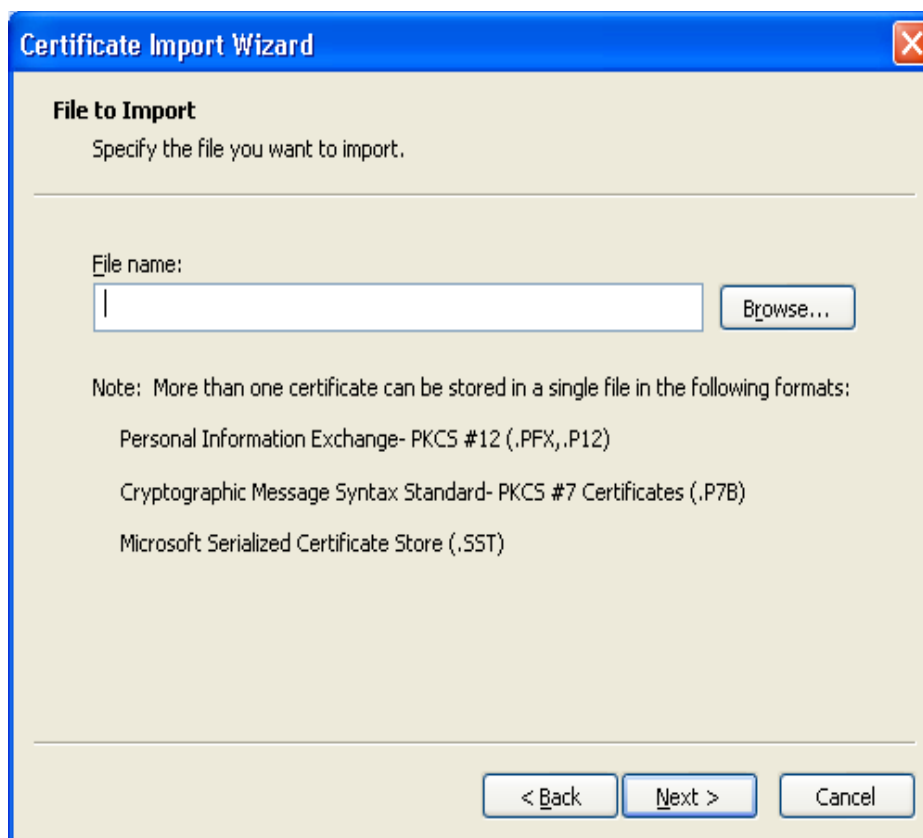 Certificate Import Wizard
File to Import
Specify the file you want to import.
File name:
Browse...
Note:  More than one certificate can be stored in a single file in the following formats:
Personal Information Exchange- PKCS #12 (.PFX,.P12)
Cryptographic Message Syntax Standard- PKCS #7 Certificates (.P7B)
Microsoft Serialized Certificate Store (.SST)
< Back
Next >
Cancel